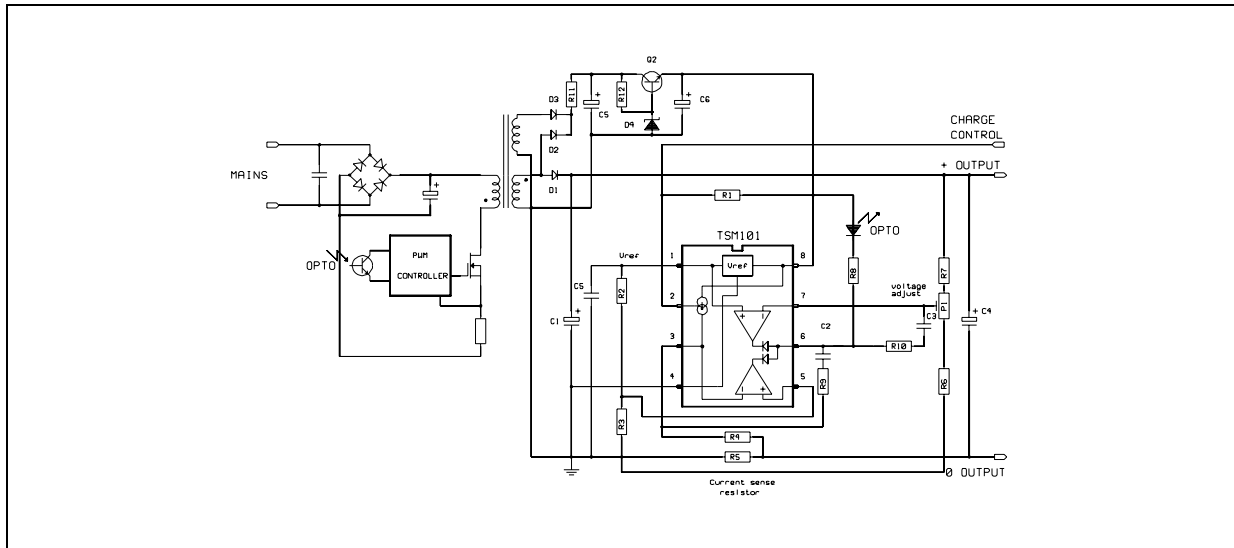 Q2
R11
C5
R12
C6
D3
D4
D2
D1
CHARGE
CONTROL
+ OUTPUT
MAINS
R1
OPTO
TSM101
OPTO
PWM
CONTROLLER
Vref
1
Vref
8
R8
R7
voltage
adjust
C5
R2
2
7
P1
C1
C3
C4
C2
3
6
R10
4
5
R9
R6
R3
R4
R5
0 OUTPUT
Current sense
resistor